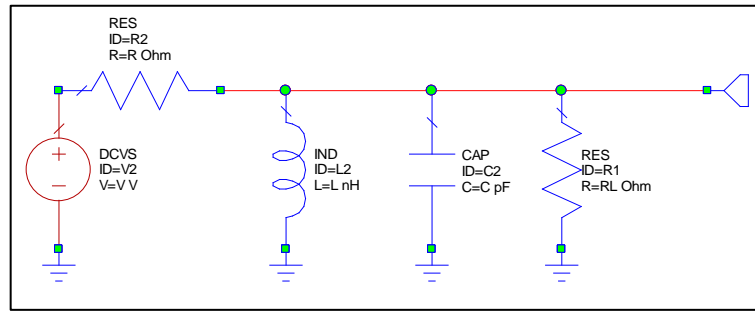 RES
ID=R2
R=R Ohm
+
DCVS
ID=V2
V=V V
IND
ID=L2
L=L nH
CAP
ID=C2
C=C pF
RES
ID=R1
R=RL Ohm